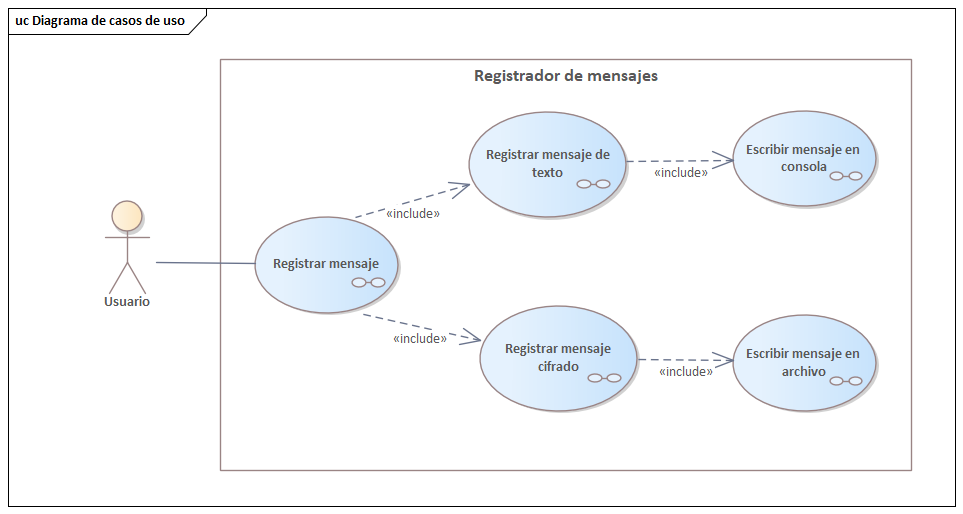 uc Diagrama de casos de uso
Registrador de mensajes
Registrar mensaje de
texto
«include»
Escribir mensaje en
consola
«include»
Usuario
Registrar mensaje
«include»
Registrar mensaje
cifrado
«include»
Escribir mensaje en
archivo